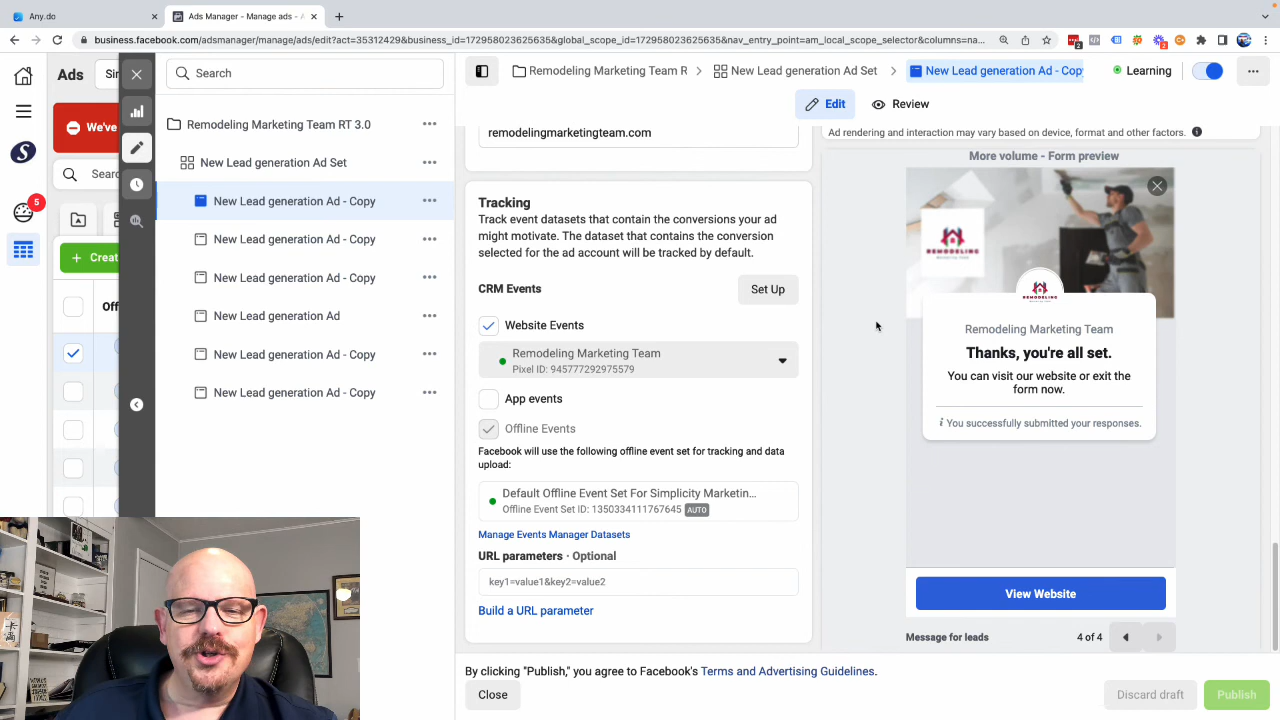 Any.do
Ads Manager - Manage ads - A
business.facebook.com/adsmanager/manage/ads/edit?act=35312429&business_id=172958023625635&global_scope_id=172958023625635&nav_entry_point=am_local_scope_selector&columns=na...
Ads
Sir
We've
Searc
5
Creat
Off
Search
Remodeling Marketing Team RT 3.0
New Lead generation Ad Set
New Lead generation Ad - Copy
New Lead generation Ad - Copy
New Lead generation Ad - Copy
New Lead generation Ad
New Lead generation Ad - Copy
New Lead generation Ad - Copy
Remodeling Marketing Team R
New Lead generation Ad Set
New Lead generation Ad - Copy
Learning
Edit
Review
remodelingmarketingteam.com
Tracking
Track event datasets that contain the conversions your ad
might motivate. The dataset that contains the conversion
selected for the ad account will be tracked by default.
CRM Events
Set Up
Website Events
Remodeling Marketing Team
Pixel ID: 945777292975579
App events
Offline Events
Facebook will use the following offline event set for tracking and data
upload:
Default Offline Event Set For Simplicity Marketin...
Offline Event Set ID: 1350334111767645 AUTO
Manage Events Manager Datasets
URL parameters · Optional
key1=value1&key2=value2
Build a URL parameter
Ad rendering and interaction may vary based on device, format and other factors.
More volume - Form preview
REMODELING
Remodeling Marketing Team
Thanks, you're all set.
You can visit our website or exit the
form now.
You successfully submitted your responses.
View Website
Message for leads
4 of 4
By clicking "Publish," you agree to Facebook's Terms and Advertising Guidelines.
Close
Discard draft
Publish